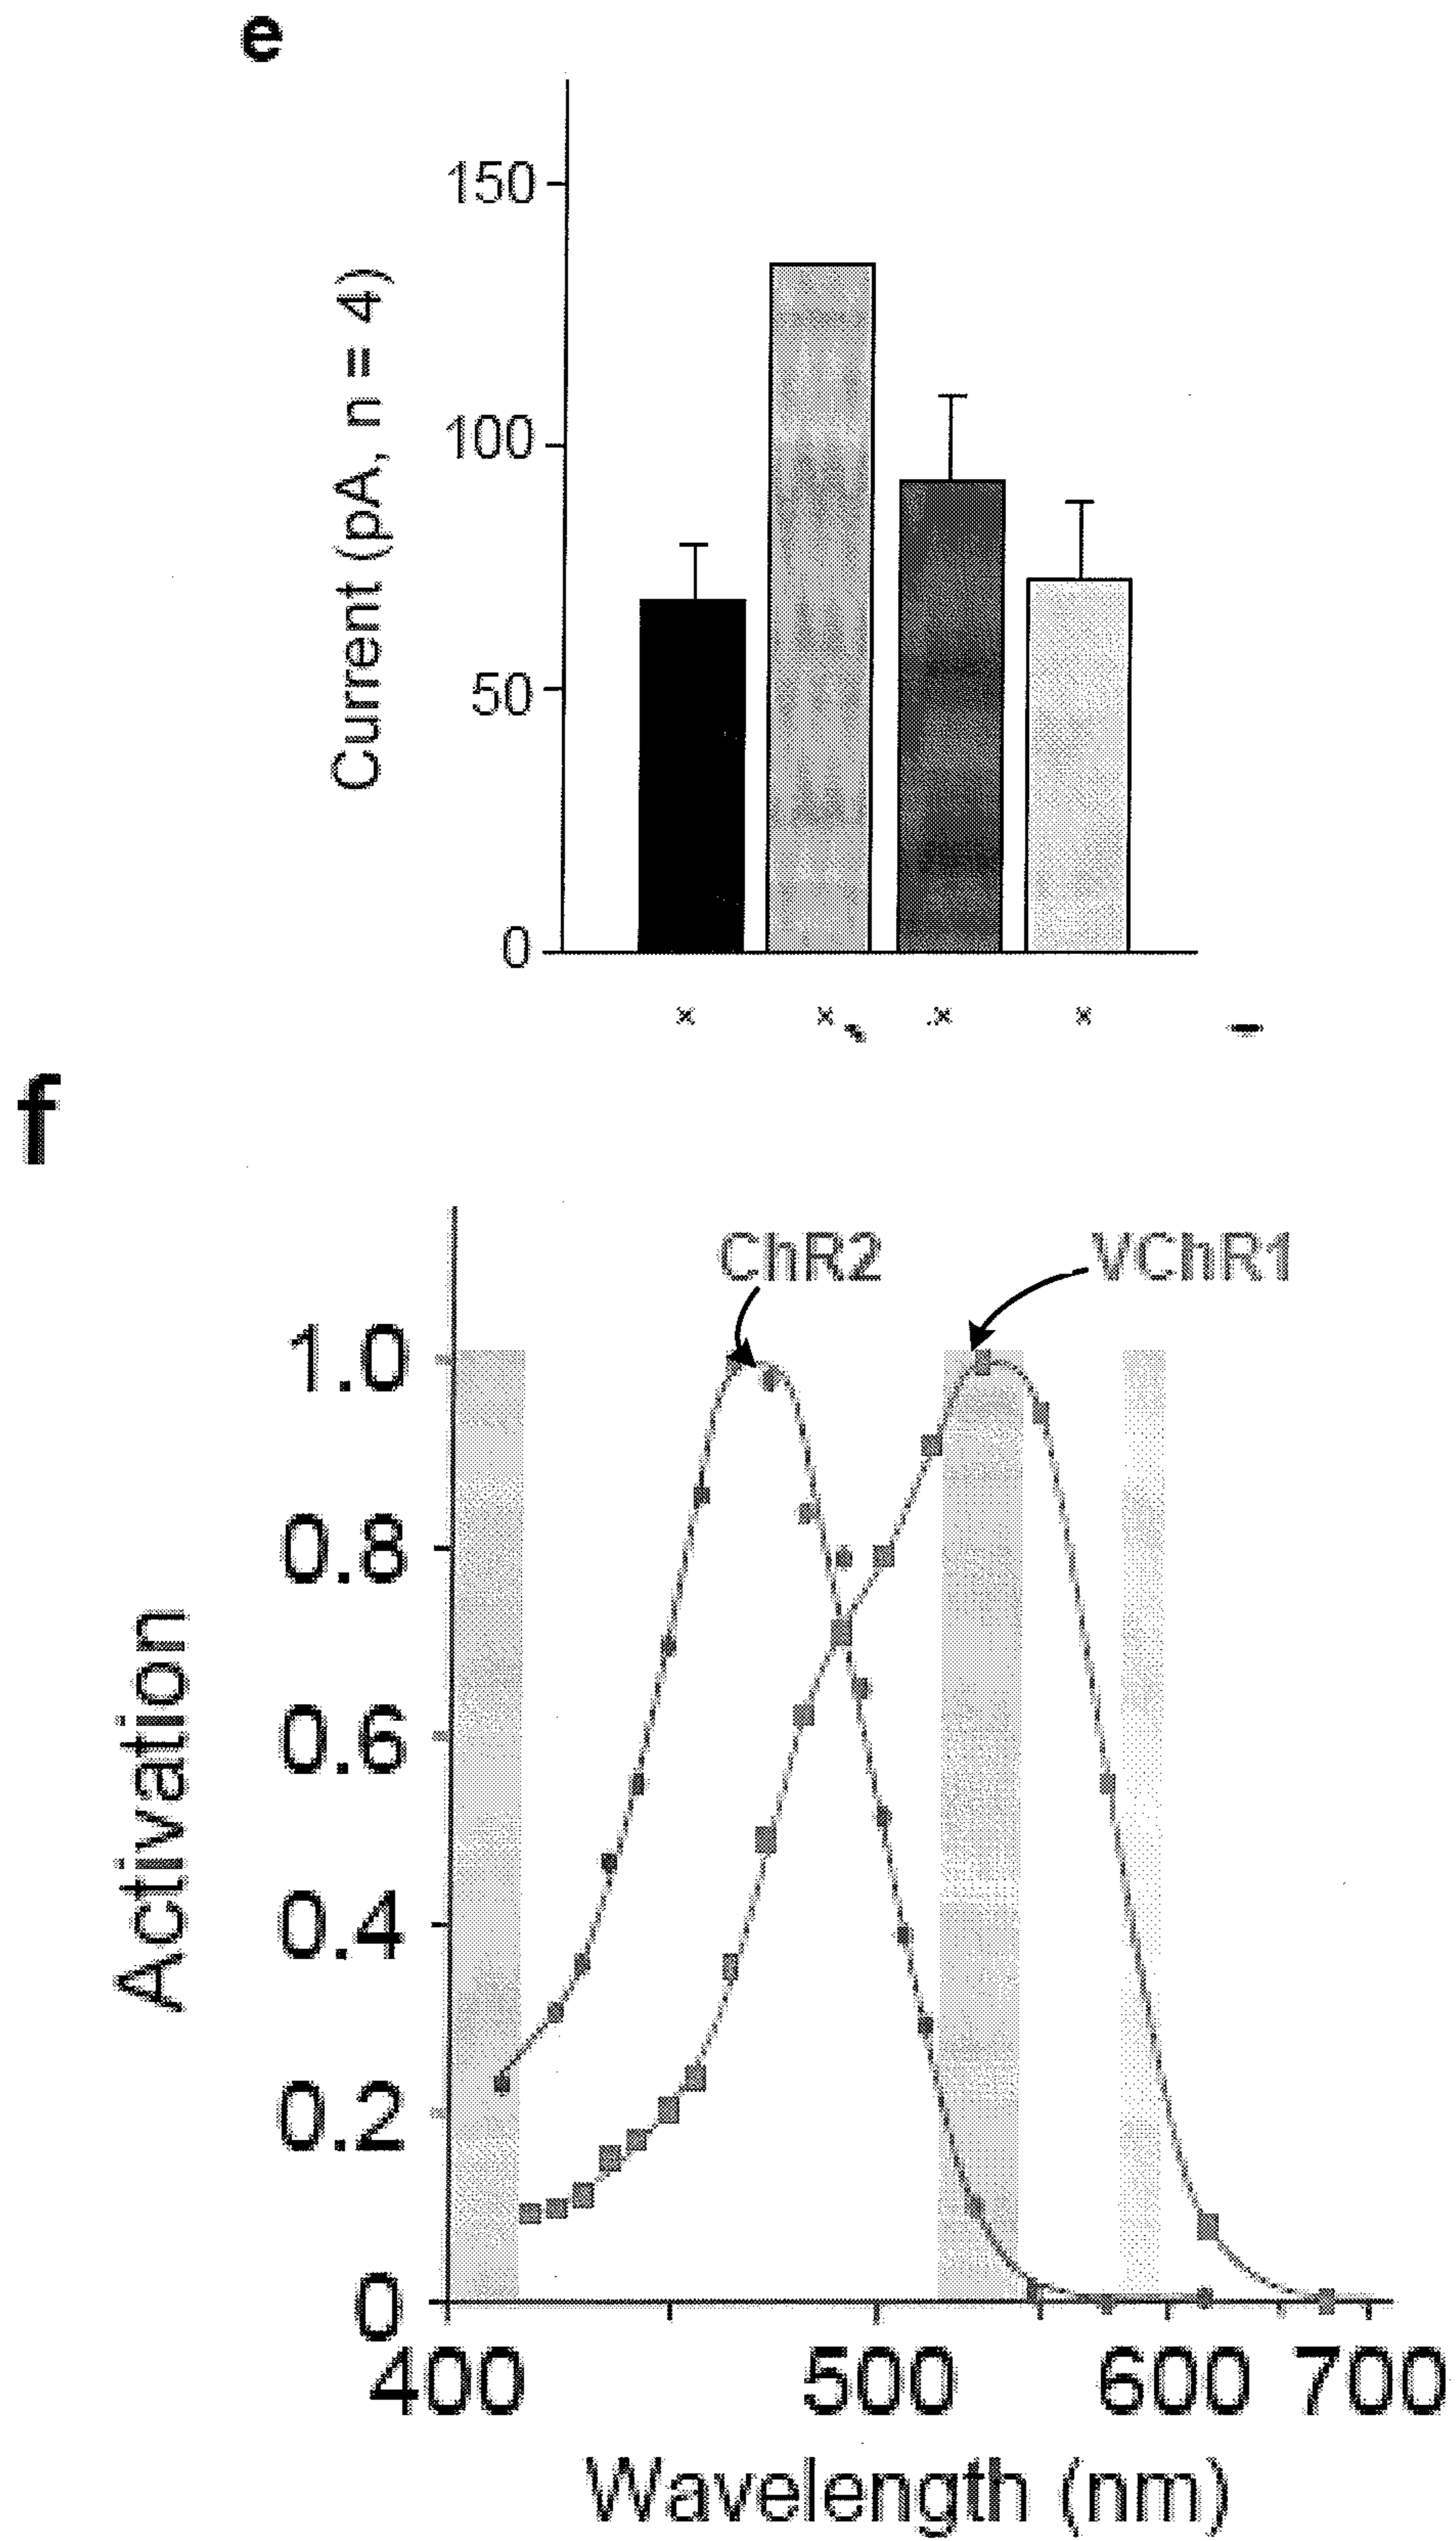 e
150
100
50
0
Current (pA, n = 4)
× × × ×
f
ChR2 VChR1
1.0
0.8
0.6
0.4
0.2
0
Activation
400 500 600 700
Wavelength (nm)